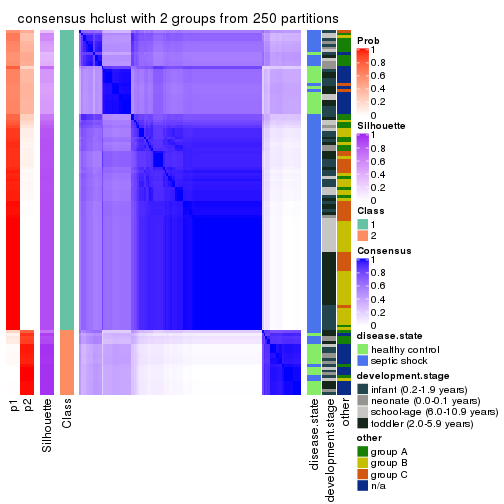 consensus hclust with 2 groups from 250 partitions
Prob
1
0.8
0.6
0.4
0.2
0
Silhouette
1
0.8
0.6
0.4
0.2
0
Class
1
2
Consensus
1
0.8
0.6
0.4
0.2
0
disease.state
healthy control
septic shock
development.stage
infant (0.2-1.9 years)
neonate (0.0-0.1 years)
school-age (6.0-10.9 years)
toddler (2.0-5.9 years)
other
group A
group B
group C
n/a
p1
p2
Silhouette
Class
disease.state
development.stage
other